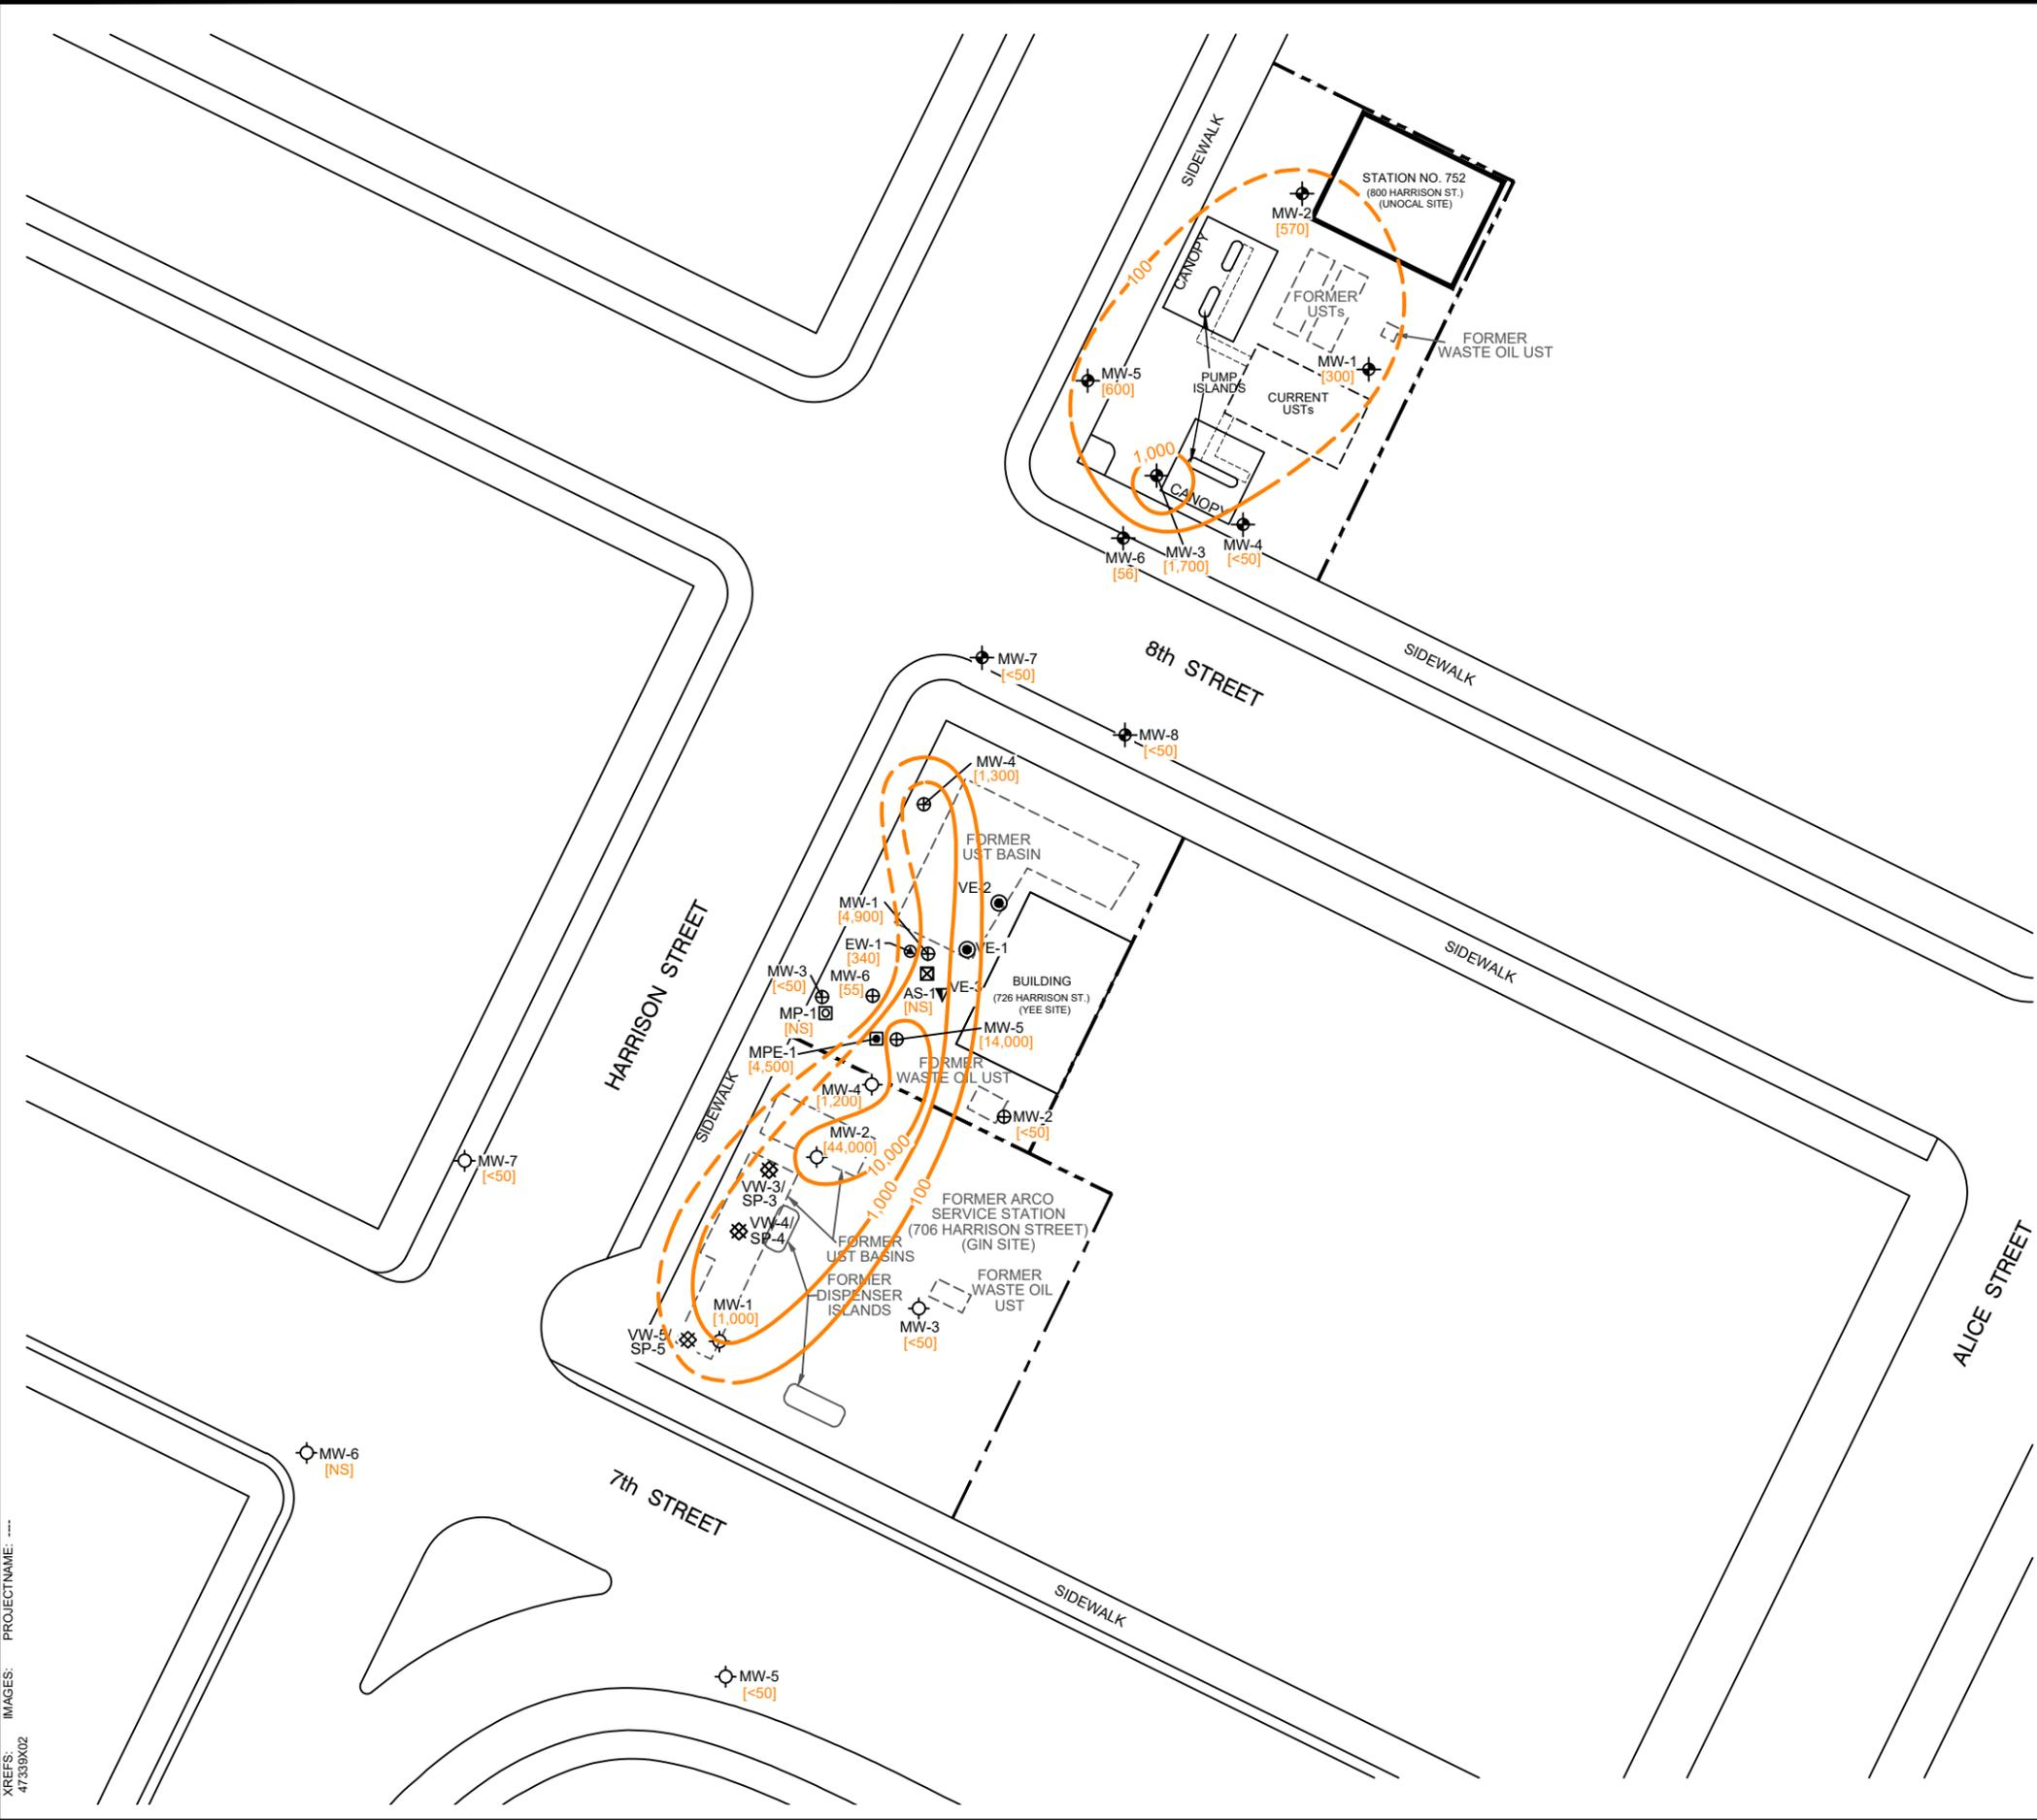 SIDEWALK
STATION NO. 752
(800 HARRISON ST.)
(UNOCAL SITE)
MW-2
[570]
CANOPY
100
FORMER
USTs
FORMER
WASTE OIL UST
MW-1
[300]
MW-5
[600]
PUMP
ISLANDS
CURRENT
USTs
1,000
CANOPY
MW-4
[<50]
MW-3
[1,700]
MW-6
[56]
8th STREET
SIDEWALK
MW-7
[<50]
MW-8
[<50]
MW-4
[1,300]
FORMER
UST BASIN
VE-2
MW-1
[4,900]
EW-1
[340]
VE-1
MW-3
[<50]
MW-6
[55]
AS-1
[NS]
VE-3
MP-1
[NS]
BUILDING
(726 HARRISON ST.)
(YEE SITE)
SIDEWALK
HARRISON STREET
MW-5
[14,000]
MPE-1
[4,500]
FORMER
WASTE OIL UST
MW-4
[1,200]
MW-2
[<50]
SIDEWALK
MW-2
[44,000]
10,000
1,000
100
MW-7
[<50]
VW-3/
SP-3
VW-4/
SP-4
FORMER ARCO
SERVICE STATION
(706 HARRISON STREET)
(GIN SITE)
FORMER
UST BASINS
FORMER
DISPENSER
ISLANDS
FORMER
WASTE OIL
UST
MW-1
[1,000]
VW-5/
SP-5
MW-3
[<50]
ALICE STREET
MW-6
[NS]
7th STREET
SIDEWALK
MW-5
[<50]
XREFS: IMAGES: PROJECTNAME: ----
47339X02